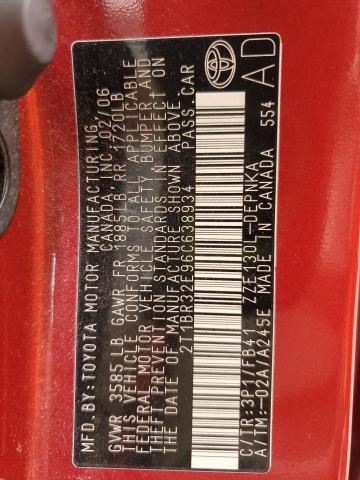 MFD.BY:TOYOTA MOTOR MANUFACTURING
CANADA, INC. 02/06
GVWR 3585 LB GAWR FR 1885LB RR 1720LB
THIS VEHICLE CONFORMS TO ALL APPLICABLE
FEDERAL MOTOR VEHICLE SAFETY, BUMPER, AND
THEFT PREVENTION STANDARDS IN EFFECT ON
THE DATE OF MANUFACTURE SHOWN ABOVE.
2T1BR32E96C638834 PASS.CAR
C/TR:3P1/FB41 ZZE130L-DEPNKA
A/TM:-02A/A245E MADE IN CANADA 554
TOYOTA
AD